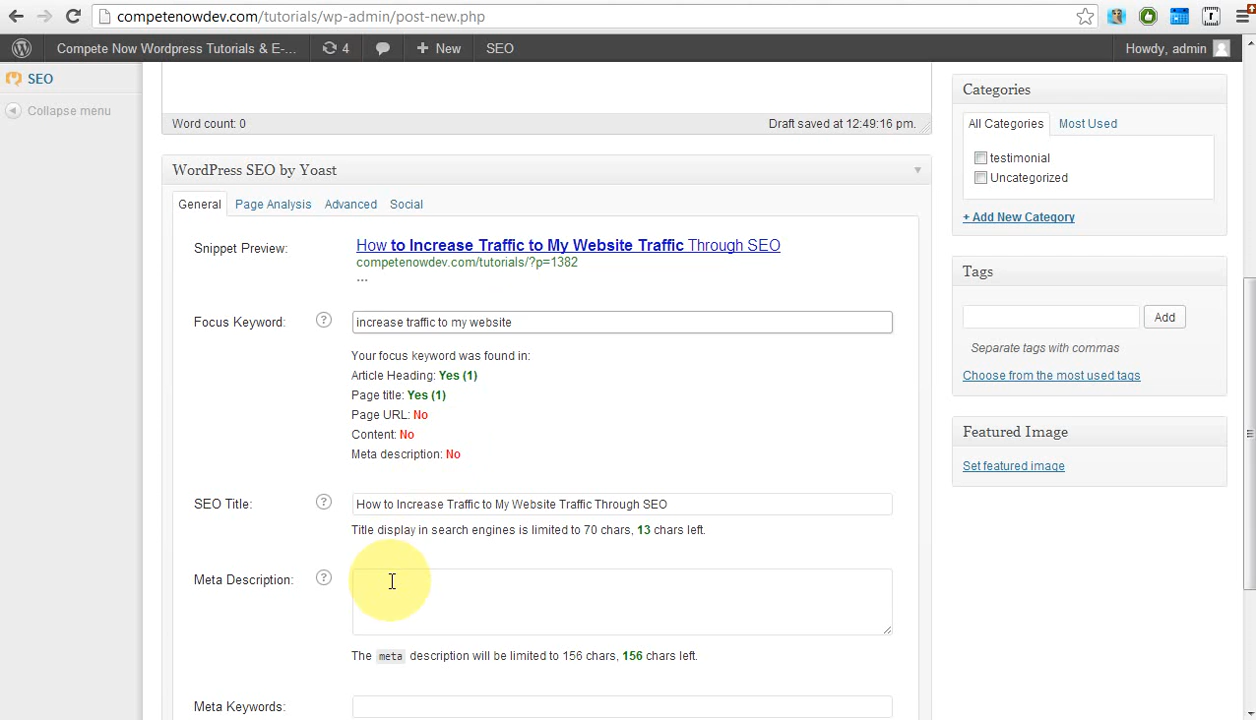 competenowdev.com/tutorials/wp-admin/post-new.php
Compete Now Wordpress Tutorials & E-... 4 + New SEO Howdy, admin
SEO
Collapse menu
Word count: 0 Draft saved at 12:49:16 pm.
WordPress SEO by Yoast
General Page Analysis Advanced Social
Snippet Preview: How to Increase Traffic to My Website Traffic Through SEO
competenowdev.com/tutorials/?p=1382
...
Focus Keyword: ? increase traffic to my website
Your focus keyword was found in:
Article Heading: Yes (1)
Page title: Yes (1)
Page URL: No
Content: No
Meta description: No
SEO Title: ? How to Increase Traffic to My Website Traffic Through SEO
Title display in search engines is limited to 70 chars, 13 chars left.
Meta Description: ?
The meta description will be limited to 156 chars, 156 chars left.
Meta Keywords:
Categories
All Categories Most Used
testimonial
Uncategorized
+ Add New Category
Tags
Add
Separate tags with commas
Choose from the most used tags
Featured Image
Set featured image